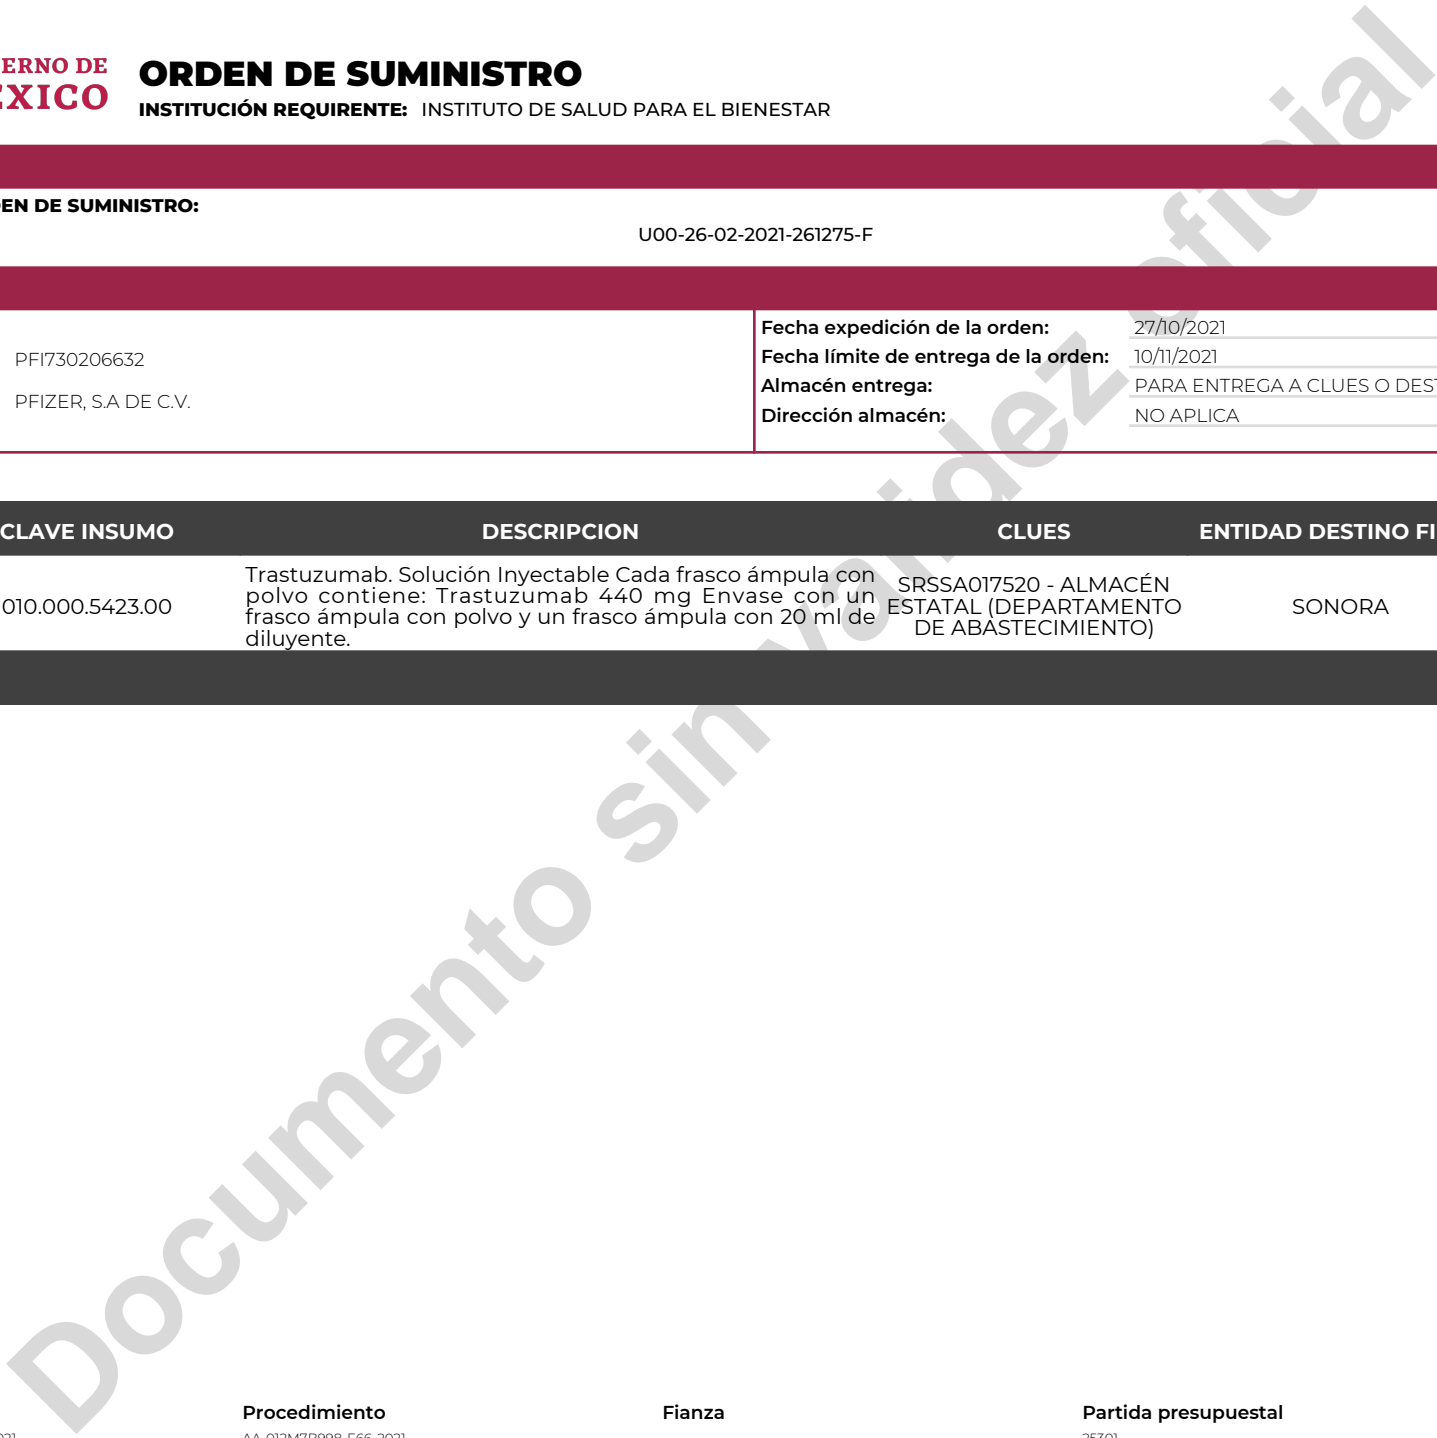 ERNO DE
EXICO
ORDEN DE SUMINISTRO
INSTITUCIÓN REQUIRENTE: INSTITUTO DE SALUD PARA EL BIENESTAR
EN DE SUMINISTRO:
U00-26-02-2021-261275-F
PFI730206632
PFIZER, S.A DE C.V.
Fecha expedición de la orden: 27/10/2021
Fecha límite de entrega de la orden: 10/11/2021
Almacén entrega: PARA ENTREGA A CLUES O DEST
Dirección almacén: NO APLICA
CLAVE INSUMO DESCRIPCION CLUES ENTIDAD DESTINO FI
010.000.5423.00
Trastuzumab. Solución Inyectable Cada frasco ámpula con
polvo contiene: Trastuzumab 440 mg Envase con un
frasco ámpula con polvo y un frasco ámpula con 20 ml de
diluyente.
SRSSA017520 - ALMACÉN
ESTATAL (DEPARTAMENTO
DE ABASTECIMIENTO)
SONORA
Documento sin validez oficial
Procedimiento Fianza Partida presupuestal